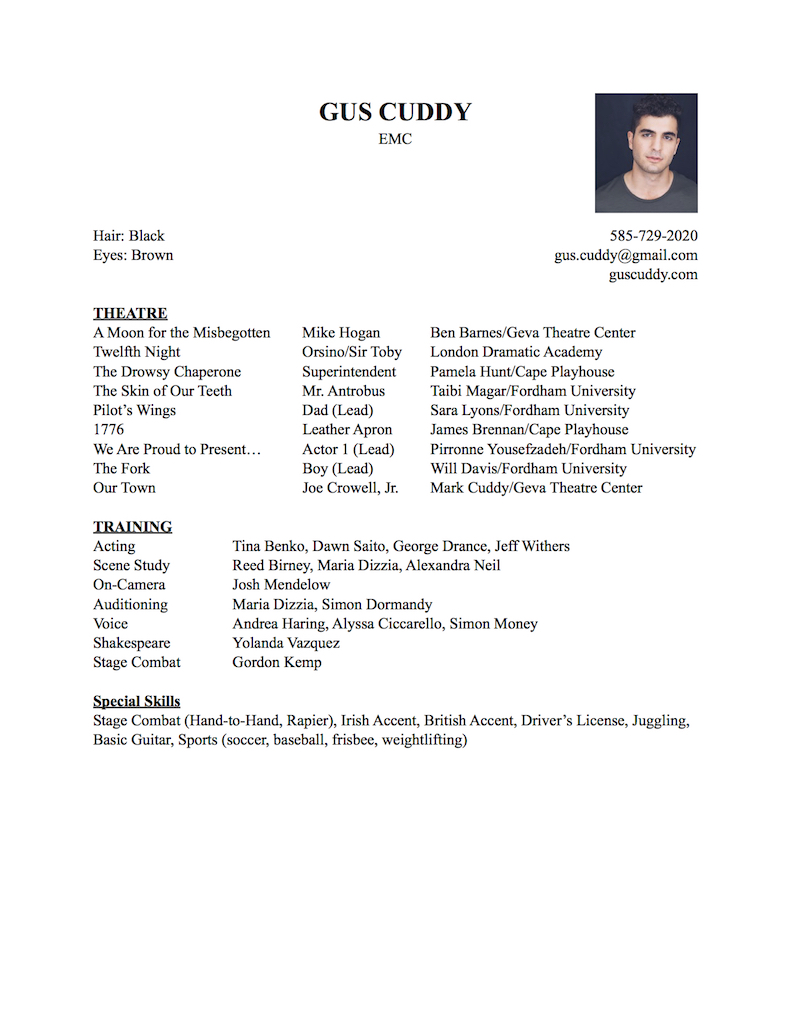 GUS CUDDY
EMC
Hair: Black 585-729-2020
Eyes: Brown gus.cuddy@gmail.com
guscuddy.com
THEATRE
A Moon for the Misbegotten Mike Hogan Ben Barnes/Geva Theatre Center
Twelfth Night Orsino/Sir Toby London Dramatic Academy
The Drowsy Chaperone Superintendent Pamela Hunt/Cape Playhouse
The Skin of Our Teeth Mr. Antrobus Taibi Magar/Fordham University
Pilot’s Wings Dad (Lead) Sara Lyons/Fordham University
1776 Leather Apron James Brennan/Cape Playhouse
We Are Proud to Present… Actor 1 (Lead) Pirronne Yousefzadeh/Fordham University
The Fork Boy (Lead) Will Davis/Fordham University
Our Town Joe Crowell, Jr. Mark Cuddy/Geva Theatre Center
TRAINING
Acting Tina Benko, Dawn Saito, George Drance, Jeff Withers
Scene Study Reed Birney, Maria Dizzia, Alexandra Neil
On-Camera Josh Mendelow
Auditioning Maria Dizzia, Simon Dormandy
Voice Andrea Haring, Alyssa Ciccarello, Simon Money
Shakespeare Yolanda Vazquez
Stage Combat Gordon Kemp
Special Skills
Stage Combat (Hand-to-Hand, Rapier), Irish Accent, British Accent, Driver’s License, Juggling,
Basic Guitar, Sports (soccer, baseball, frisbee, weightlifting)